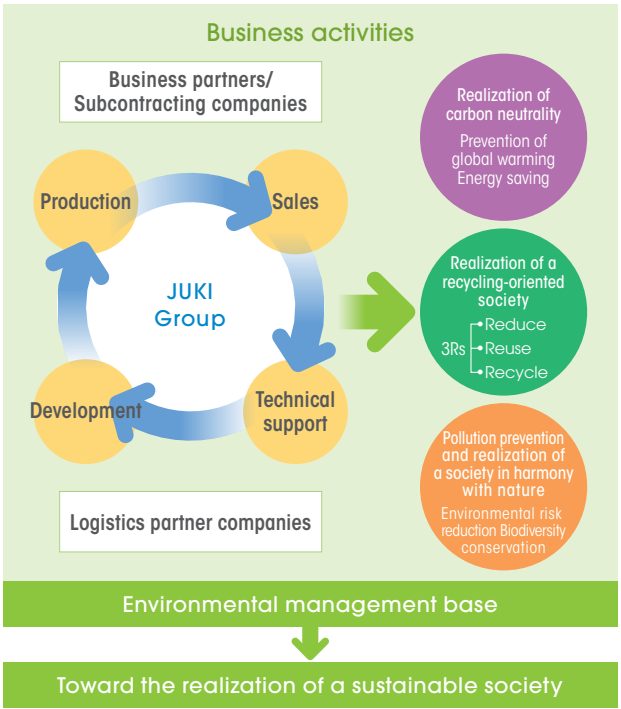 Business activities
Business partners/
Subcontracting companies
Production
Sales
JUKI
Group
Development
Technical
support
Logistics partner companies
Realization of
carbon neutrality
Prevention of
global warming
Energy saving
Realization of a
recycling-oriented
society
3Rs
Reduce
Reuse
Recycle
Pollution prevention
and realization of
a society in harmony
with nature
Environmental risk
reduction Biodiversity
conservation
Environmental management base
Toward the realization of a sustainable society